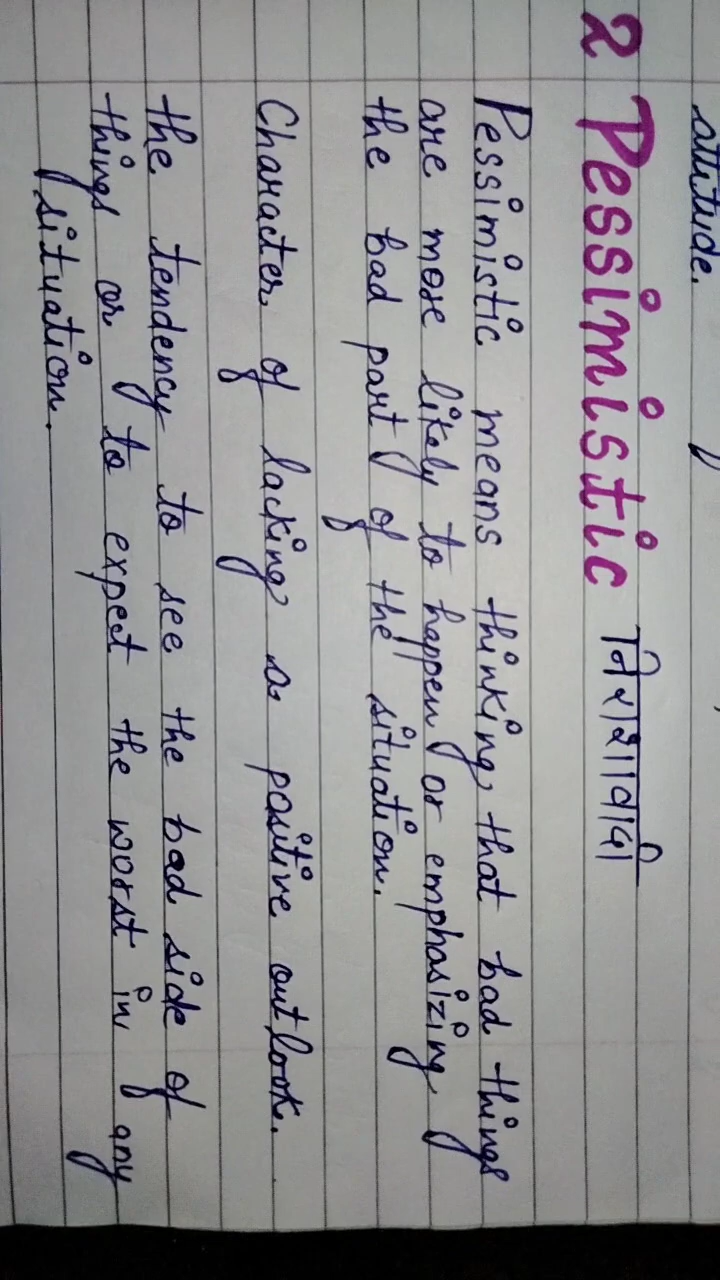 attitude.
2 Pessimistic निराशावादी
Pessimistic means thinking that bad things
are more likely to happen or emphasizing
the bad part of the situation.
Character of lacking a positive outlook.
the tendency to see the bad side of
things or to expect the worst in any
situation.